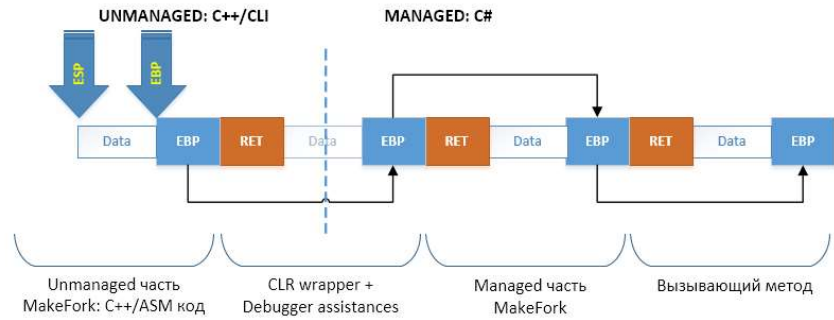 UNMANAGED: C++/CLI
MANAGED: C#
ESP
EBP
Data
EBP
RET
Data
EBP
RET
Data
EBP
RET
Data
EBP
Unmanaged часть
MakeFork: C++/ASM код
CLR wrapper +
Debugger assistances
Managed часть
MakeFork
Вызывающий метод